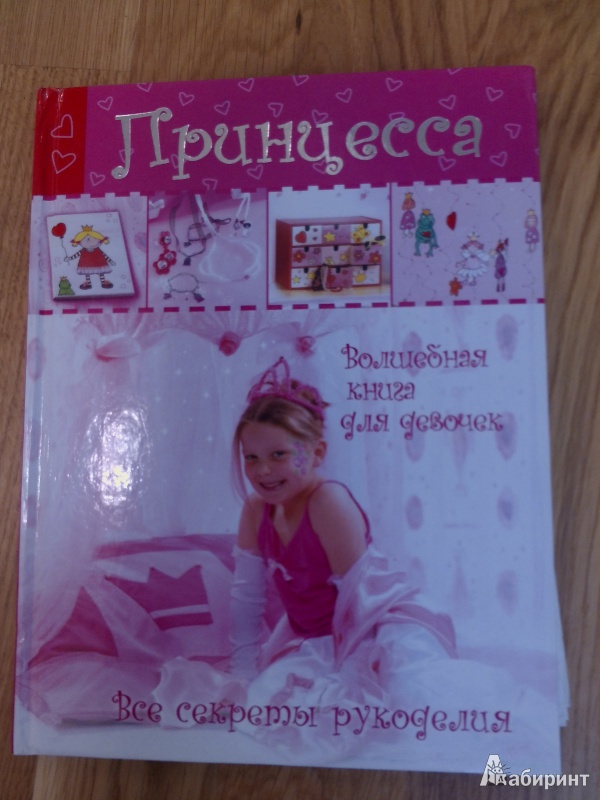 Принцесса
Волшебная
книга
для девочек
Все секреты рукоделия
Лабиринт